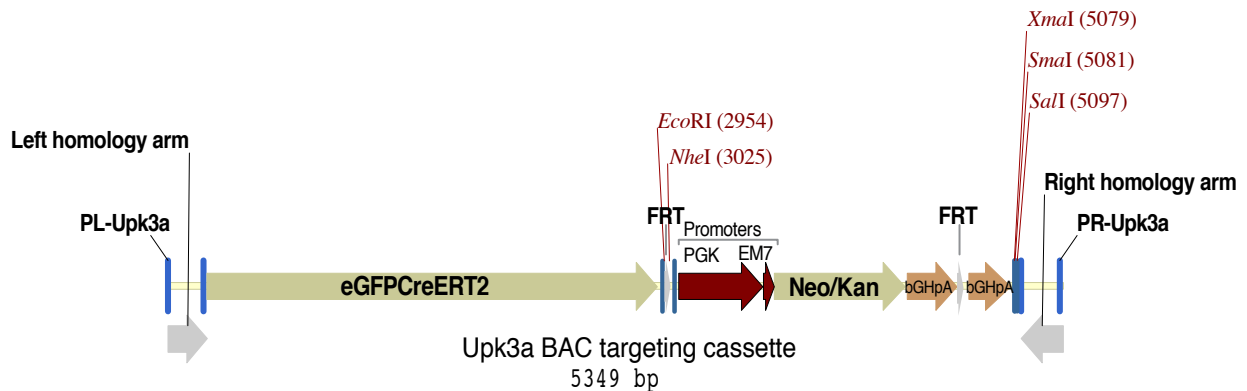 XmaI (5079)
SmaI (5081)
SalI (5097)
EcoRI (2954)
NheI (3025)
Left homology arm
Right homology arm
PL-Upk3a
FRT
Promoters
PGK EM7
FRT
PR-Upk3a
eGFPCreERT2
Neo/Kan
bGHpA
bGHpA
Upk3a BAC targeting cassette
5349 bp